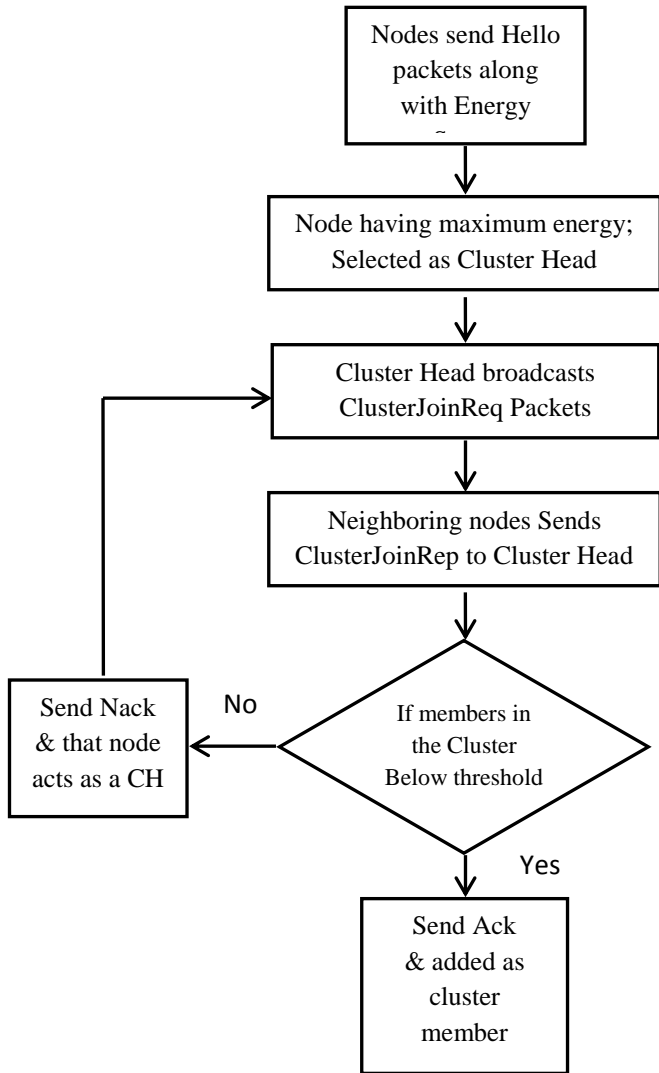 Nodes send Hello
packets along
with Energy
Node having maximum energy;
Selected as Cluster Head
Cluster Head broadcasts
ClusterJoinReq Packets
Neighboring nodes Sends
ClusterJoinRep to Cluster Head
If members in
the Cluster
Below threshold
No
Send Nack
& that node
acts as a CH
Yes
Send Ack
& added as
cluster
member